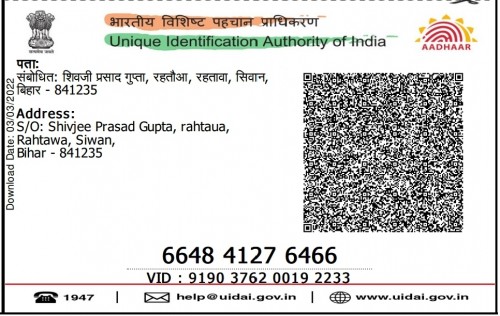 भारतीय विशिष्ट पहचान प्राधिकरण
Unique Identification Authority of India
AADHAAR
पता:
संबोधित: शिवजी प्रसाद गुप्ता, रहतौआ, रहतावा, सिवान,
बिहार - 841235
Address:
S/O: Shivjee Prasad Gupta, rahtaua,
Rahtawa, Siwan,
Bihar - 841235
Download Date: 03/03/2022
6648 4127 6466
VID : 9190 3762 0019 2233
1947 | help@uidai.gov.in | www.uidai.gov.in